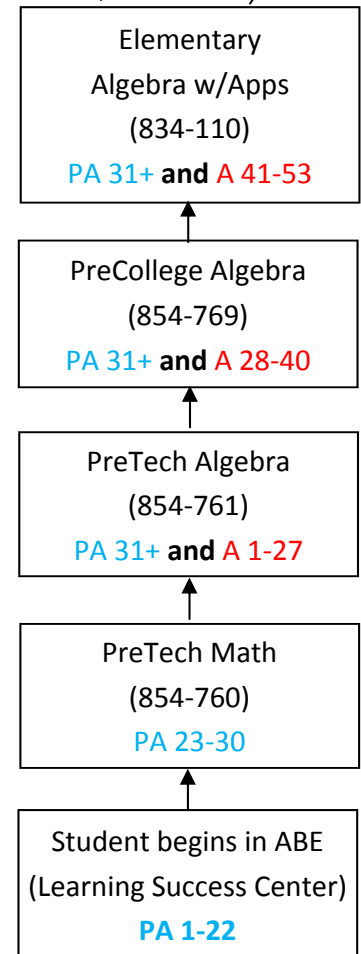 Elementary
Algebra w/Apps
(834-110)
PA 31+ and A 41-53
PreCollege Algebra
(854-769)
PA 31+ and A 28-40
PreTech Algebra
(854-761)
PA 31+ and A 1-27
PreTech Math
(854-760)
PA 23-30
Student begins in ABE
(Learning Success Center)
PA 1-22